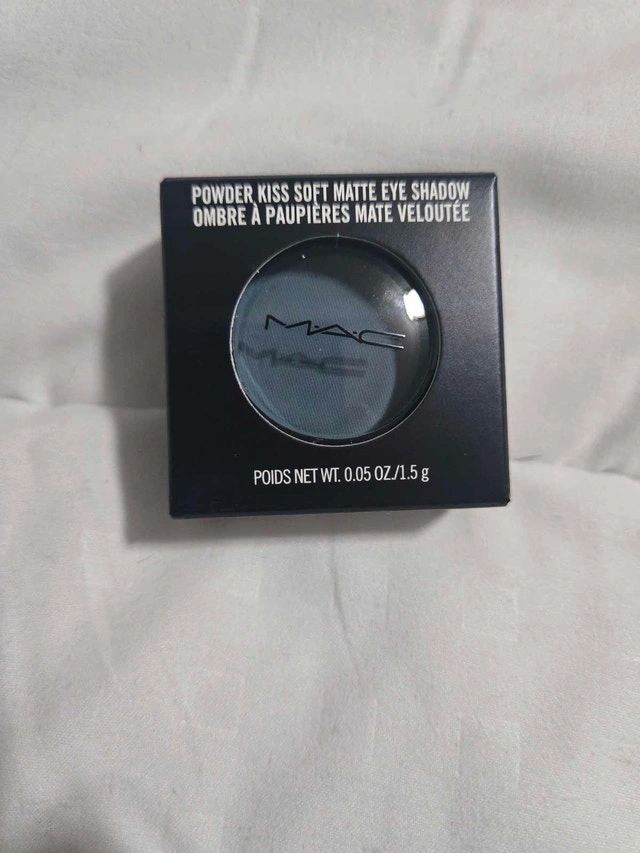 POWDER KISS SOFT MATTE EYE SHADOW
OMBRE À PAUPIÈRES MATE VELOUTÉE
M·A·C
POIDS NET WT. 0.05 OZ./1.5 g